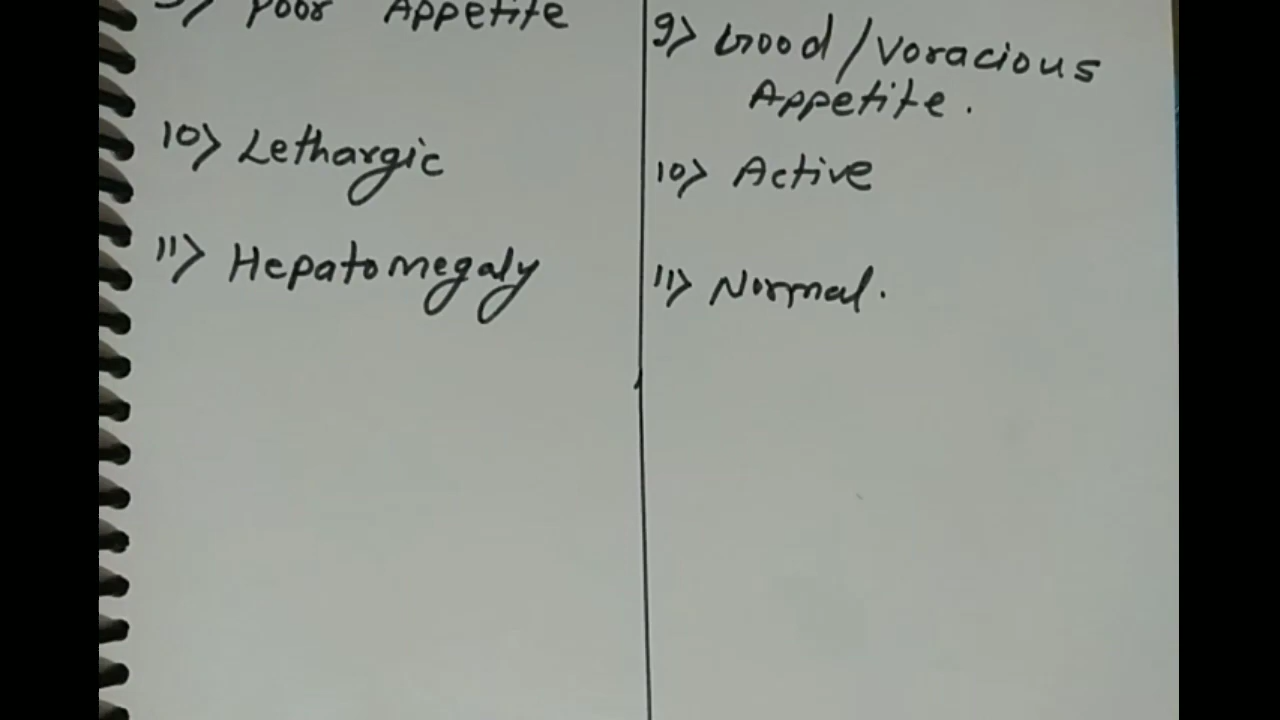 Poor Appetite
10> Lethargic
11> Hepatomegaly
9> Good/Voracious
Appetite.
10> Active
11> Normal.